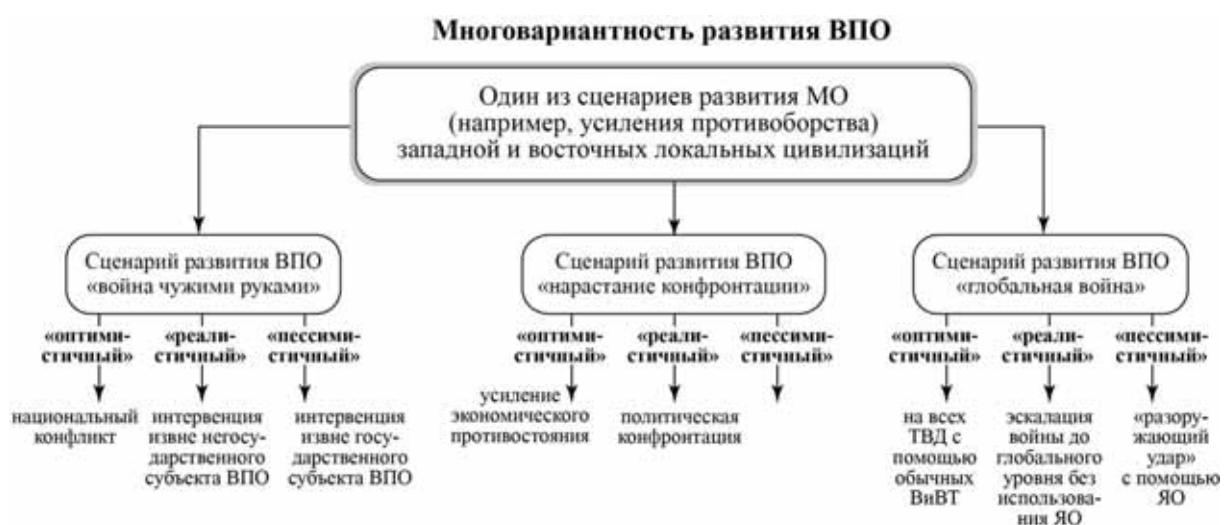 Многовариантность развития ВПО
Один из сценариев развития МО
(например, усиления противоборства)
западной и восточных локальных цивилизаций
Сценарий развития ВПО
«война чужими руками»
Сценарий развития ВПО
«нарастание конфронтации»
Сценарий развития ВПО
«глобальная война»
«оптими-
стичный»
«реали-
стичный»
«пессими-
стичный»
«оптими-
стичный»
«реали-
стичный»
«пессими-
стичный»
«оптими-
стичный»
«реали-
стичный»
«пессими-
стичный»
национальный
конфликт
интервенция
извне негосу-
дарственного
субъекта ВПО
интервенция
извне госу-
дарственного
субъекта ВПО
усиление
экономического
противостояния
политическая
конфронтация
на всех
ТВД с
помощью
обычных
ВиВТ
эскалация
войны до
глобального
уровня без
использова-
ния ЯО
«разору-
жающий
удар»
с помощью
ЯО